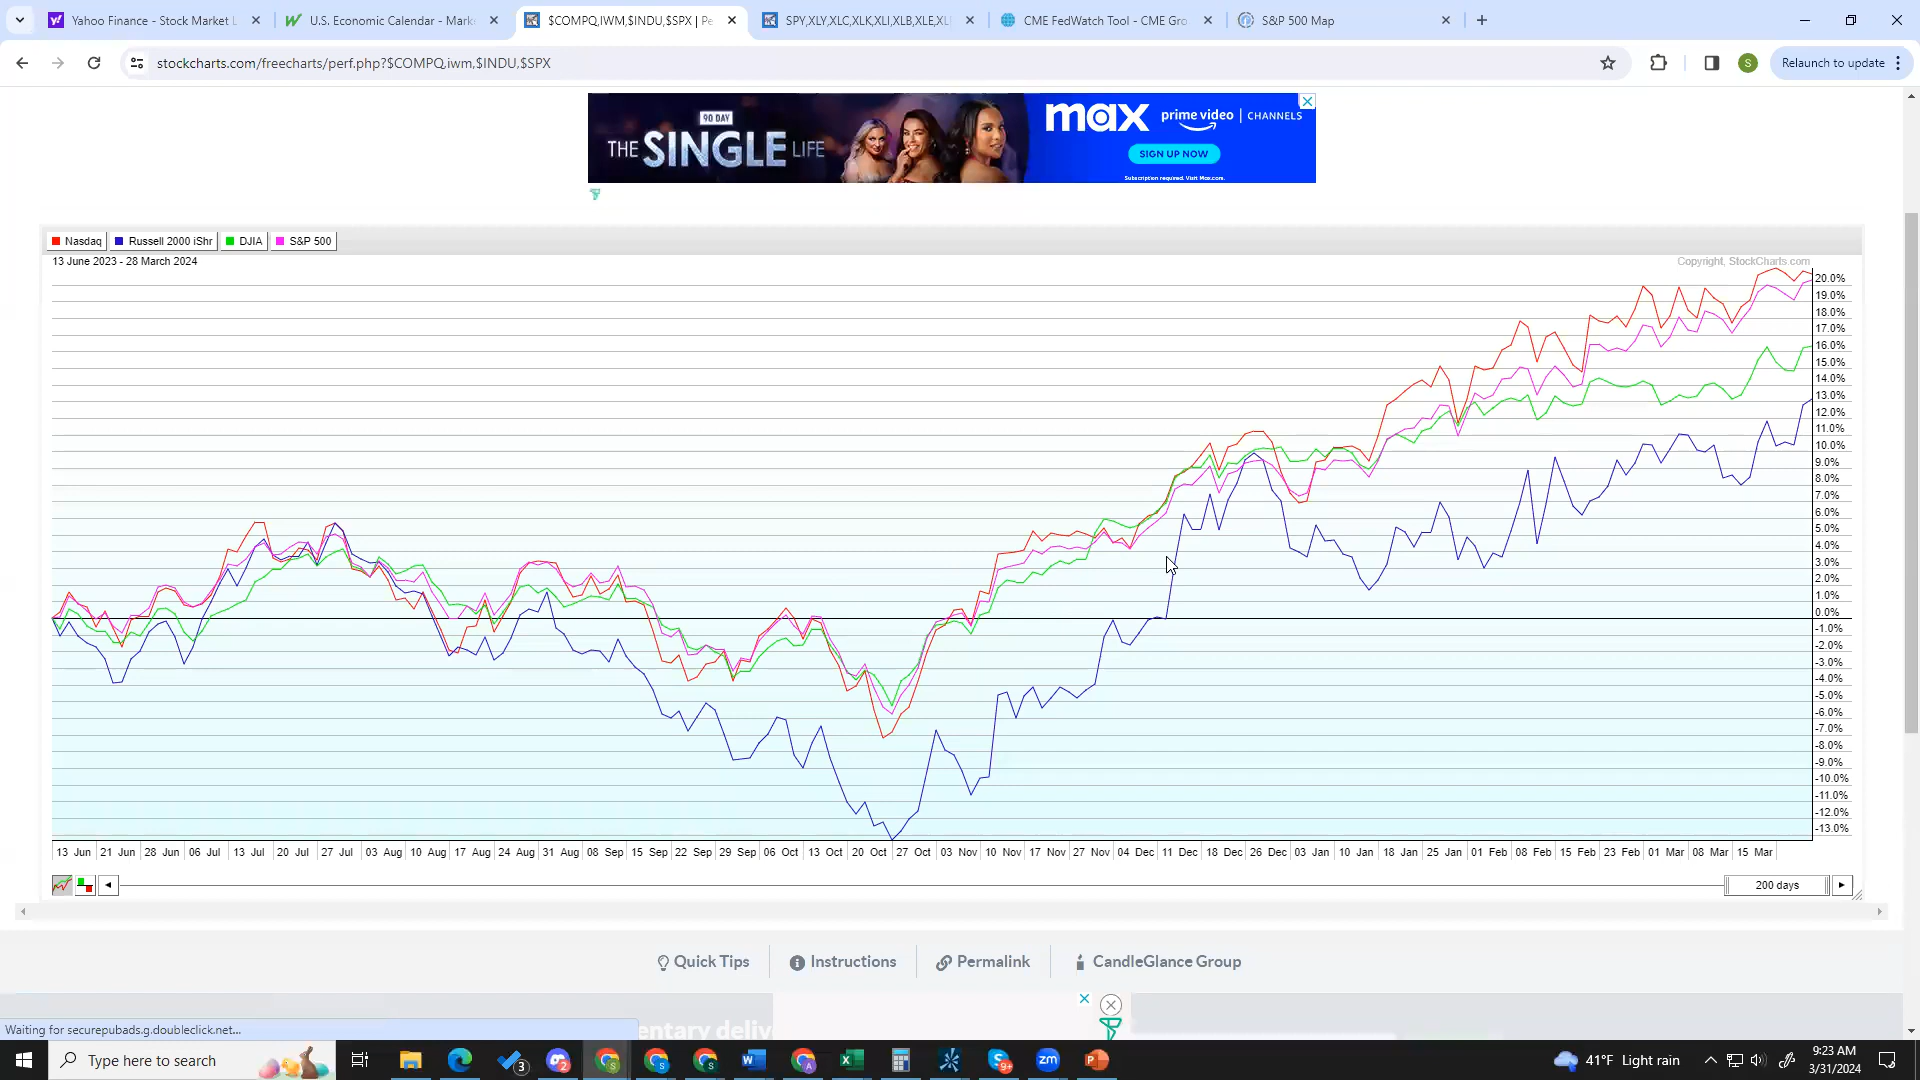 Yahoo Finance - Stock Market L
U.S. Economic Calendar - Mark
$COMPQ,IWM,$INDU,$SPX | Pe
SPY,XLY,XLC,XLK,XLI,XLB,XLE,XL
CME FedWatch Tool - CME Gro
S&P 500 Map
stockcharts.com/freecharts/perf.php?$COMPQ,iwm,$INDU,$SPX
S
Relaunch to update
90 DAY
THE SINGLE LIFE
max
prime video | CHANNELS
SIGN UP NOW
Subscription required. Visit Max.com.
Nasdaq
Russell 2000 iShr
DJIA
S&P 500
13 June 2023 - 28 March 2024
Copyright, StockCharts.com
20.0%
19.0%
18.0%
17.0%
16.0%
15.0%
14.0%
13.0%
12.0%
11.0%
10.0%
9.0%
8.0%
7.0%
6.0%
5.0%
4.0%
3.0%
2.0%
1.0%
0.0%
-1.0%
-2.0%
-3.0%
-4.0%
-5.0%
-6.0%
-7.0%
-8.0%
-9.0%
-10.0%
-11.0%
-12.0%
-13.0%
13 Jun 21 Jun 28 Jun 06 Jul 13 Jul 20 Jul 27 Jul 03 Aug 10 Aug 17 Aug 24 Aug 31 Aug 08 Sep 15 Sep 22 Sep 29 Sep 06 Oct 13 Oct 20 Oct 27 Oct 03 Nov 10 Nov 17 Nov 27 Nov 04 Dec 11 Dec 18 Dec 26 Dec 03 Jan 10 Jan 18 Jan 25 Jan 01 Feb 08 Feb 15 Feb 23 Feb 01 Mar 08 Mar 15 Mar
200 days
Quick Tips
Instructions
Permalink
CandleGlance Group
Waiting for securepubads.g.doubleclick.net...
entary deliv
Type here to search
3
2
9+
zm
41°F Light rain
9:23 AM
3/31/2024